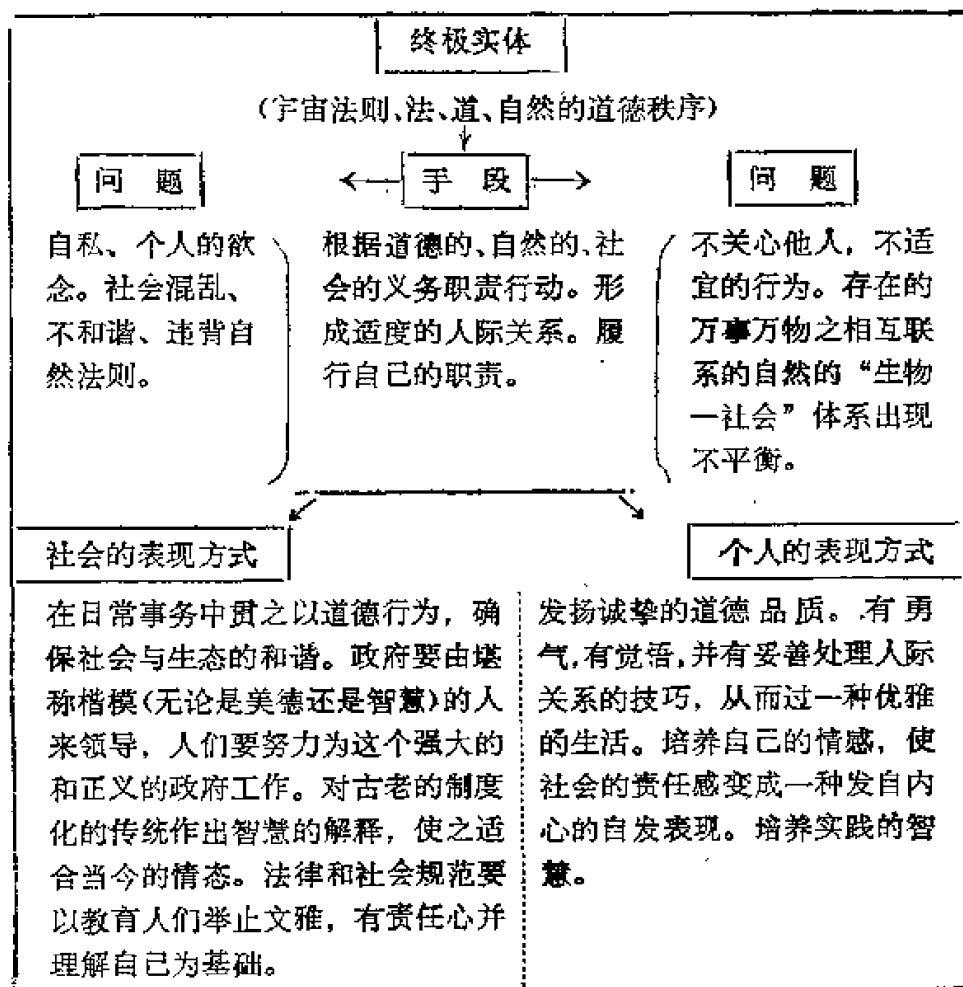 终极实体
（宇宙法则、法、道、自然的道德秩序）
问 题
手 段
问 题
自私、个人的欲
念。社会混乱、
不和谐、违背自
然法则。
根据道德的、自然的、社
会的义务职责行动。形
成适度的人际关系。履
行自己的职责。
不关心他人，不适
宜的行为。存在的
万事万物之相互联
系的自然的“生物
—社会”体系出现
不平衡。
社会的表现方式
在日常事务中贯之以道德行为，确
保社会与生态的和谐。政府要由堪
称楷模（无论是美德还是智慧）的人
来领导，人们要努力为这个强大的
和正义的政府工作。对古老的制度
化的传统作出智慧的解释，使之适
合当今的情态。法律和社会规范要
以教育人们举止文雅，有责任心并
理解自己为基础。
个人的表现方式
发扬诚挚的道德品质。有勇
气，有觉悟，并有妥善处理人际
关系的技巧，从而过一种优雅
的生活。培养自己的情感，使
社会的责任感变成一种发自内
心的自发表现。培养实践的智
慧。